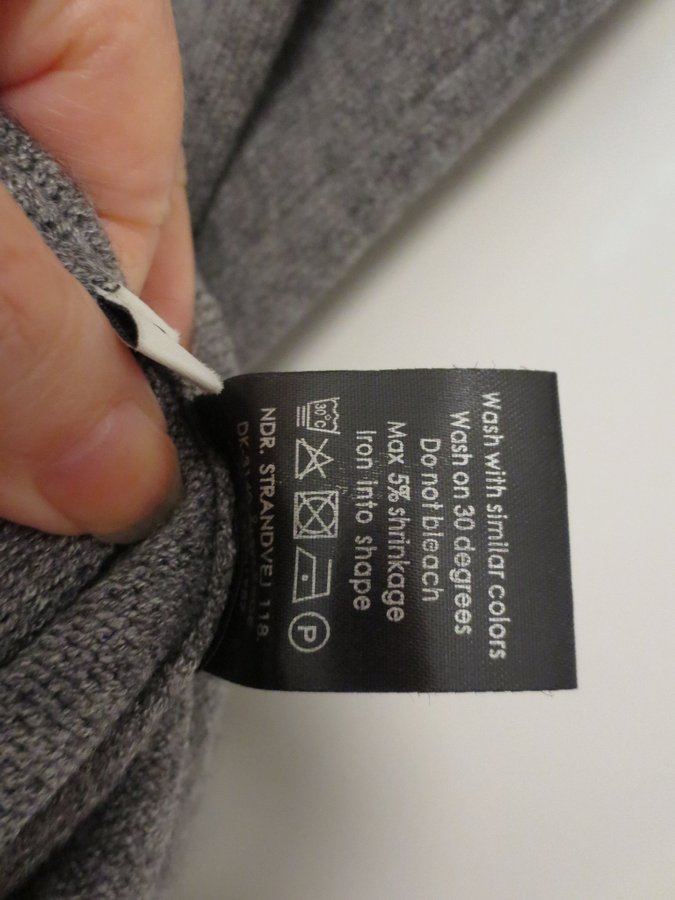 Wash with similar colors
Wash on 30 degrees
Do not bleach
Max 5% shrinkage
Iron into shape
30°C P
NDR. STRANDVEJ 118